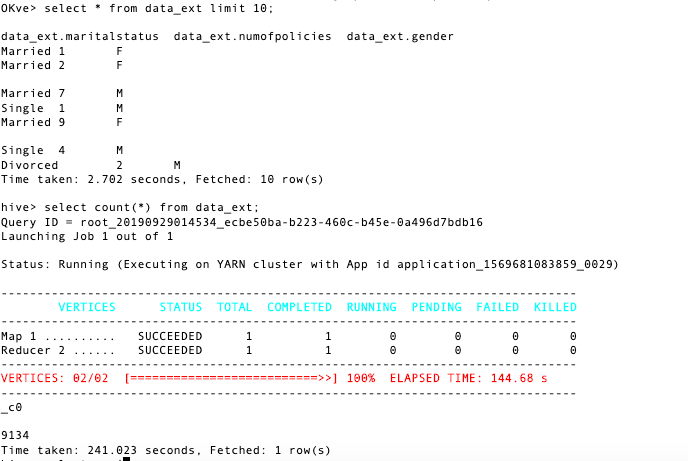 OKve> select * from data_ext limit 10;
data_ext.maritalstatus data_ext.numofpolicies data_ext.gender
Married 1 F
Married 2 F
Married 7 M
Single 1 M
Married 9 F
Single 4 M
Divorced 2 M
Time taken: 2.702 seconds, Fetched: 10 row(s)
hive> select count(*) from data_ext;
Query ID = root_20190929014534_ecbe50ba-b223-460c-b45e-0a496d7bdb16
Launching Job 1 out of 1
Status: Running (Executing on YARN cluster with App id application_1569681083859_0029)
--------------------------------------------------------------------------------
VERTICES STATUS TOTAL COMPLETED RUNNING PENDING FAILED KILLED
--------------------------------------------------------------------------------
Map 1 .......... SUCCEEDED 1 1 0 0 0 0
Reducer 2 ...... SUCCEEDED 1 1 0 0 0 0
--------------------------------------------------------------------------------
VERTICES: 02/02 [==========================>>] 100% ELAPSED TIME: 144.68 s
--------------------------------------------------------------------------------
_c0
9134
Time taken: 241.023 seconds, Fetched: 1 row(s)